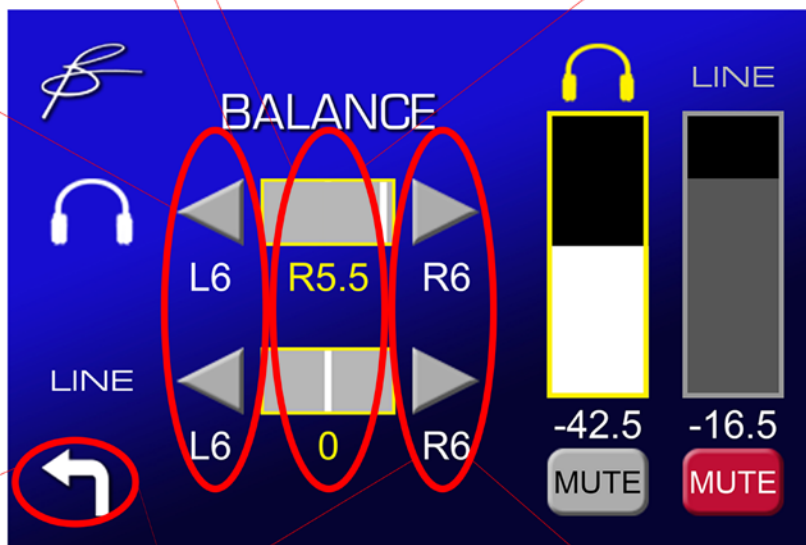 LINE
BALANCE
L6 R5.5 R6
LINE
L6 0 R6
-42.5 -16.5
MUTE MUTE